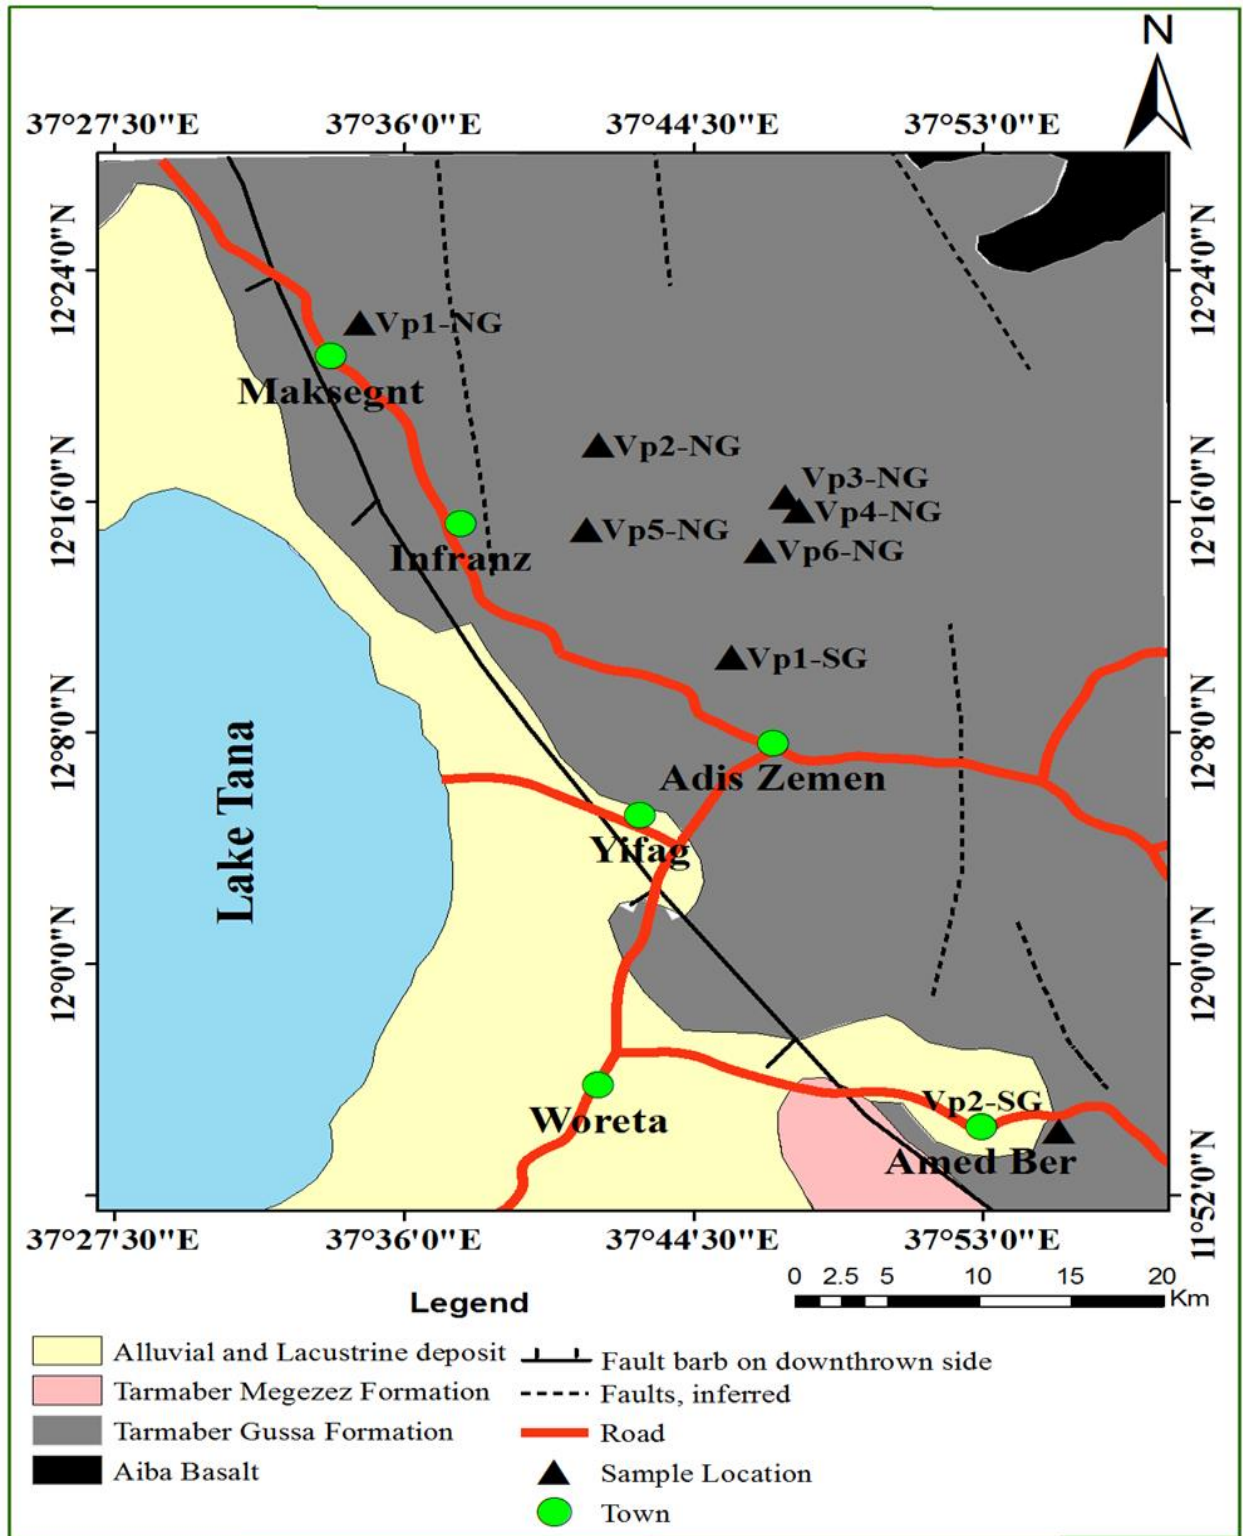 N
37°27'30"E 37°36'0"E 37°44'30"E 37°53'0"E
12°24'0"N
12°24'0"N
Vp1-NG
Maksegnt
Vp2-NG
Vp3-NG
12°16'0"N
Vp4-NG
12°16'0"N
Vp5-NG
Vp6-NG
Infranz
Vp1-SG
12°8'0"N
12°8'0"N
Adis Zemen
Lake Tana
Yifag
12°0'0"N
12°0'0"N
Vp2-SG
Woreta
Amed Ber
11°52'0"N
37°27'30"E 37°36'0"E 37°44'30"E 37°53'0"E
0 2.5 5 10 15 20
Km
Legend
Alluvial and Lacustrine deposit
Tarmaber Megezez Formation
Tarmaber Gussa Formation
Aiba Basalt
Fault barb on downthrown side
Faults, inferred
Road
Sample Location
Town